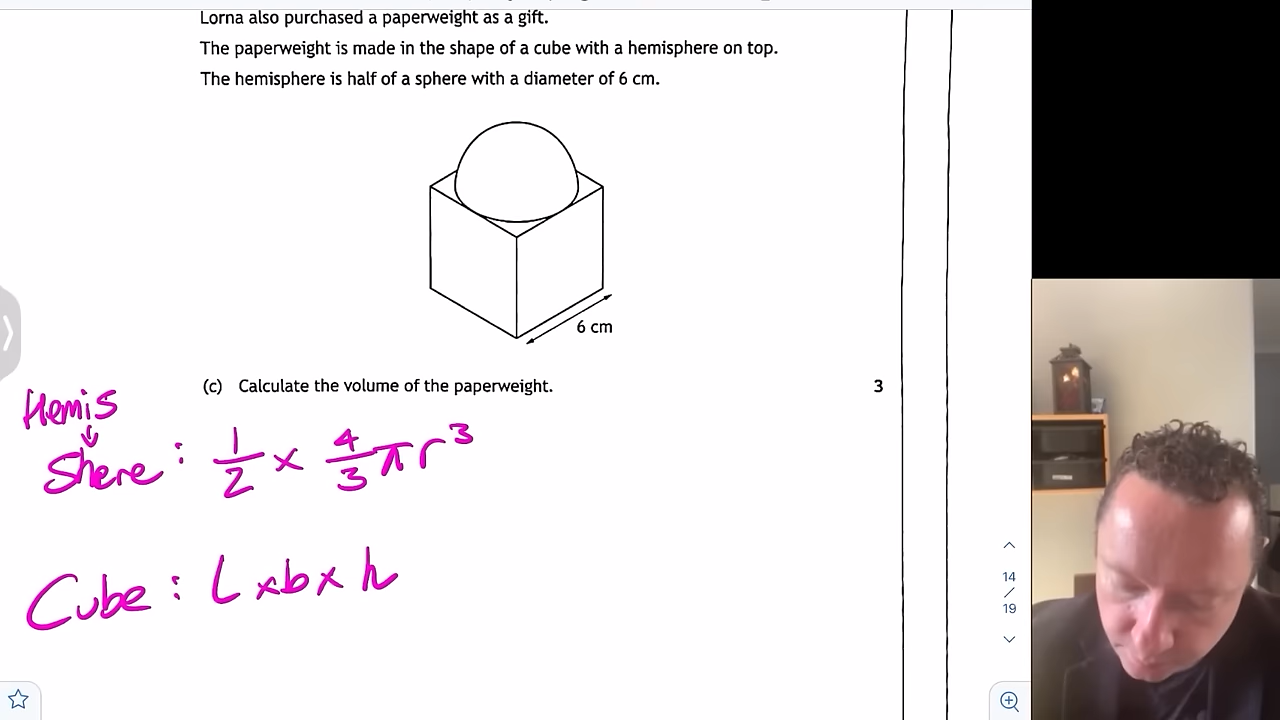 Lorna also purchased a paperweight as a gift.
The paperweight is made in the shape of a cube with a hemisphere on top.
The hemisphere is half of a sphere with a diameter of 6 cm.
6 cm
(c) Calculate the volume of the paperweight. 3
Hemis
Shere : 1/2 × 4/3 πr³
Cube : L × b × h
14
/
19